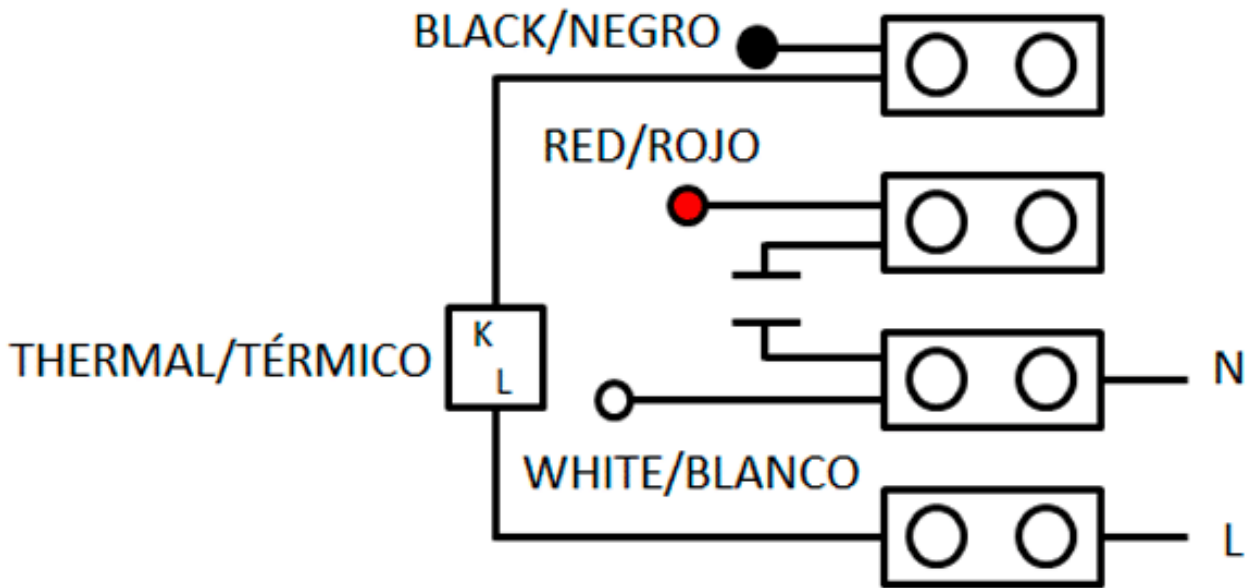 BLACK/NEGRO
RED/ROJO
THERMAL/TÉRMICO
K
L
N
WHITE/BLANCO
L